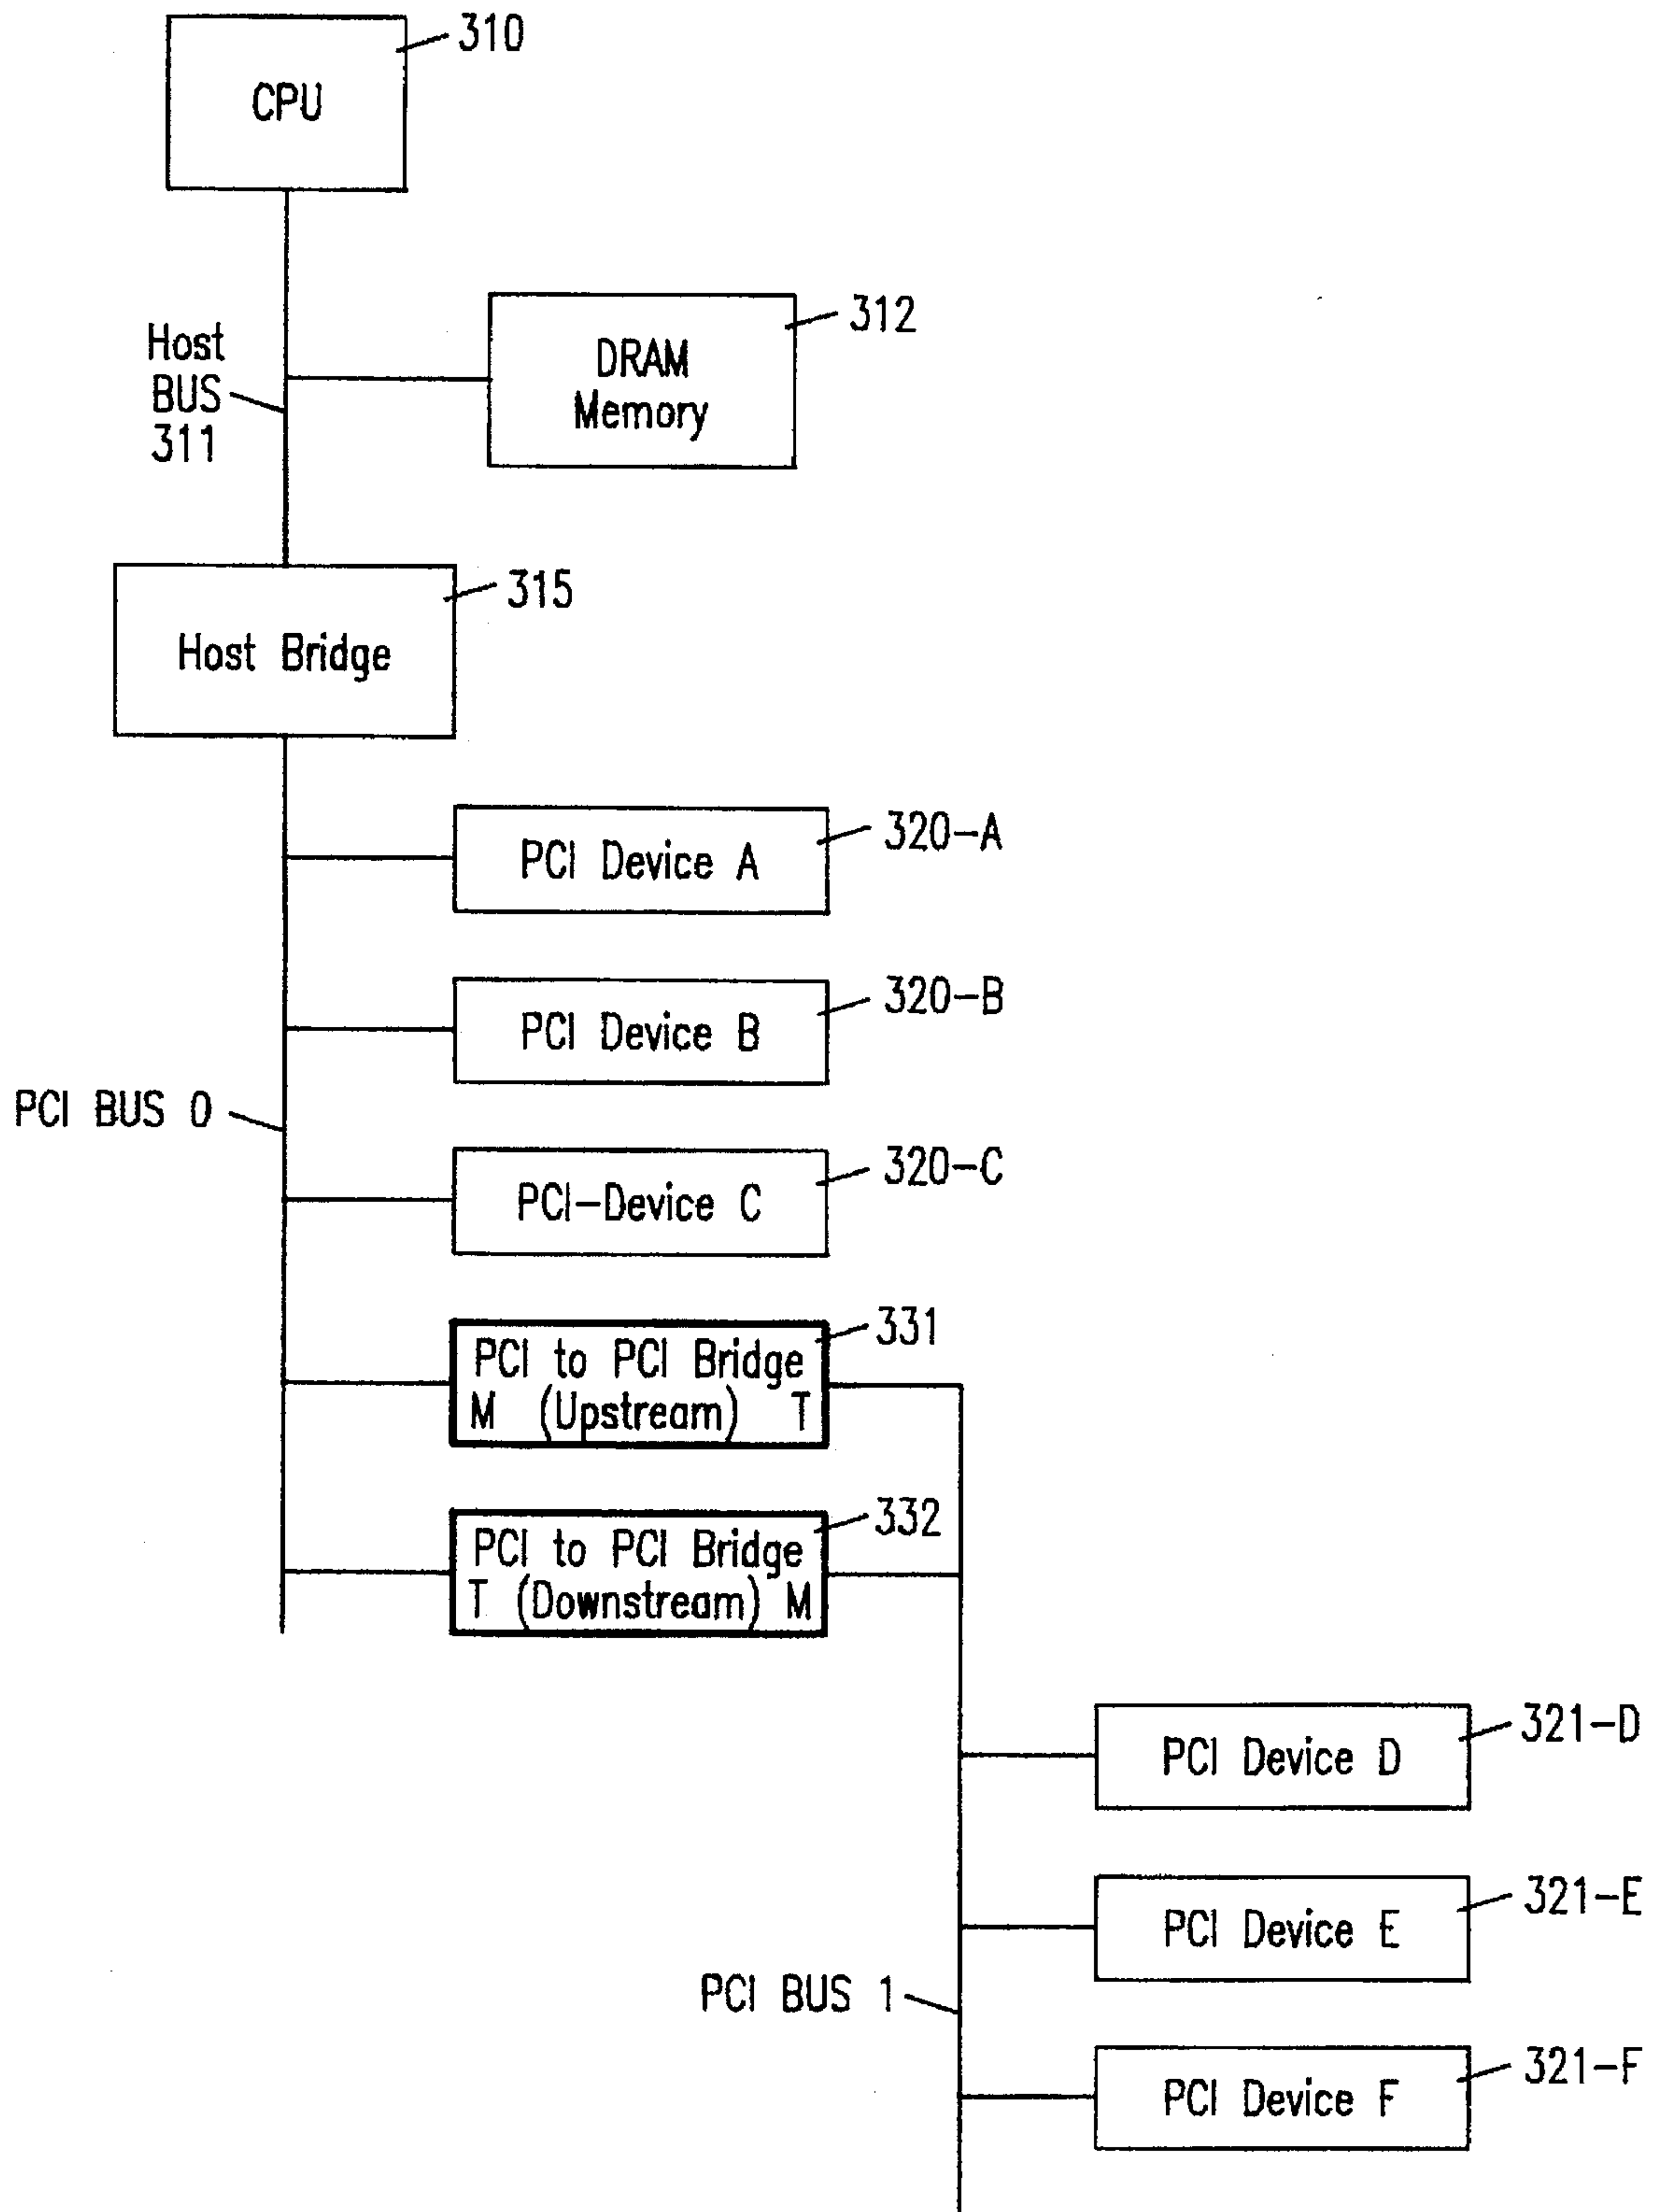 310
CPU
312
DRAM
Memory
Host
BUS
311
315
Host Bridge
320-A
PCI Device A
320-B
PCI Device B
PCI BUS 0
320-C
PCI-Device C
331
PCI to PCI Bridge
M (Upstream) T
332
PCI to PCI Bridge
T (Downstream) M
321-D
PCI Device D
321-E
PCI Device E
PCI BUS 1
321-F
PCI Device F